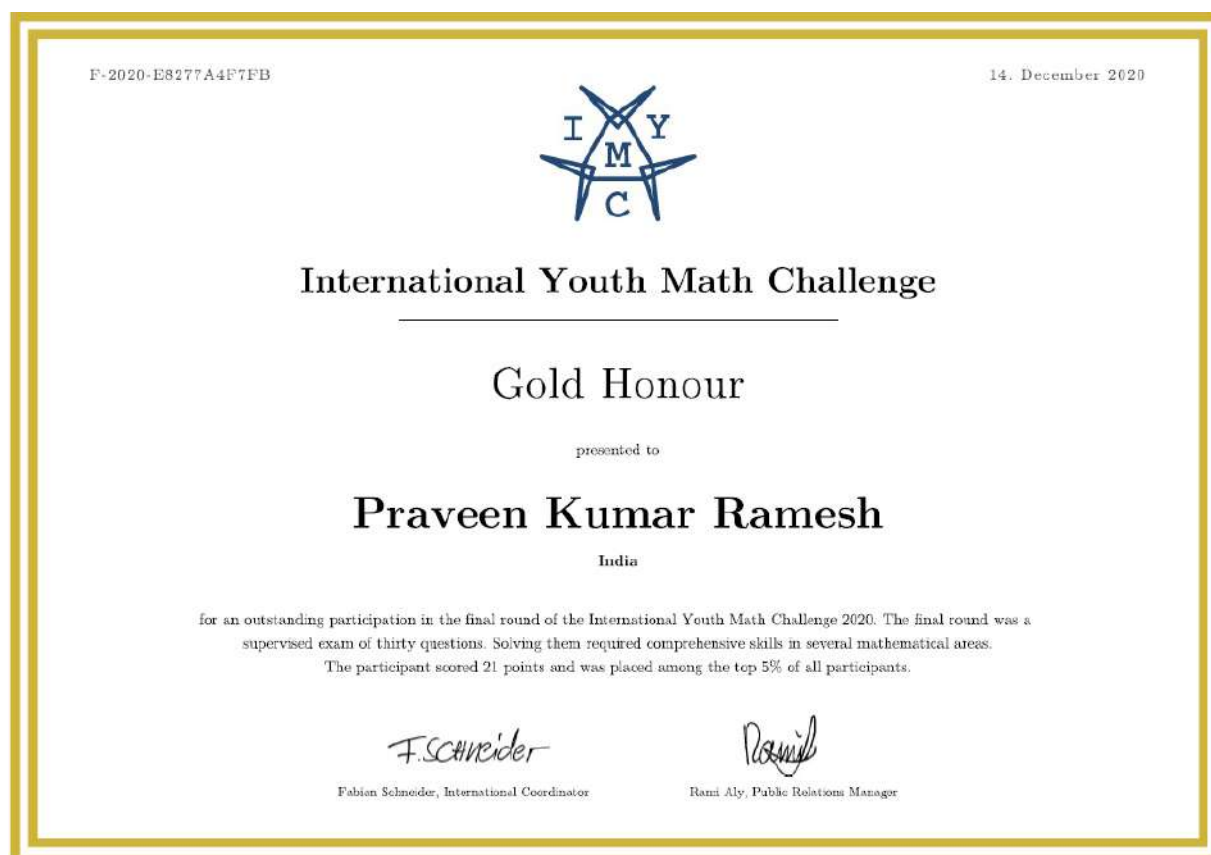 F-2020-E8277A4F7FB
14. December 2020
I Y
M
C
International Youth Math Challenge
Gold Honour
presented to
Praveen Kumar Ramesh
India
for an outstanding participation in the final round of the International Youth Math Challenge 2020. The final round was a
supervised exam of thirty questions. Solving them required comprehensive skills in several mathematical areas.
The participant scored 21 points and was placed among the top 5% of all participants.
F. Schneider
Fabian Schneider, International Coordinator
Rami Aly, Public Relations Manager